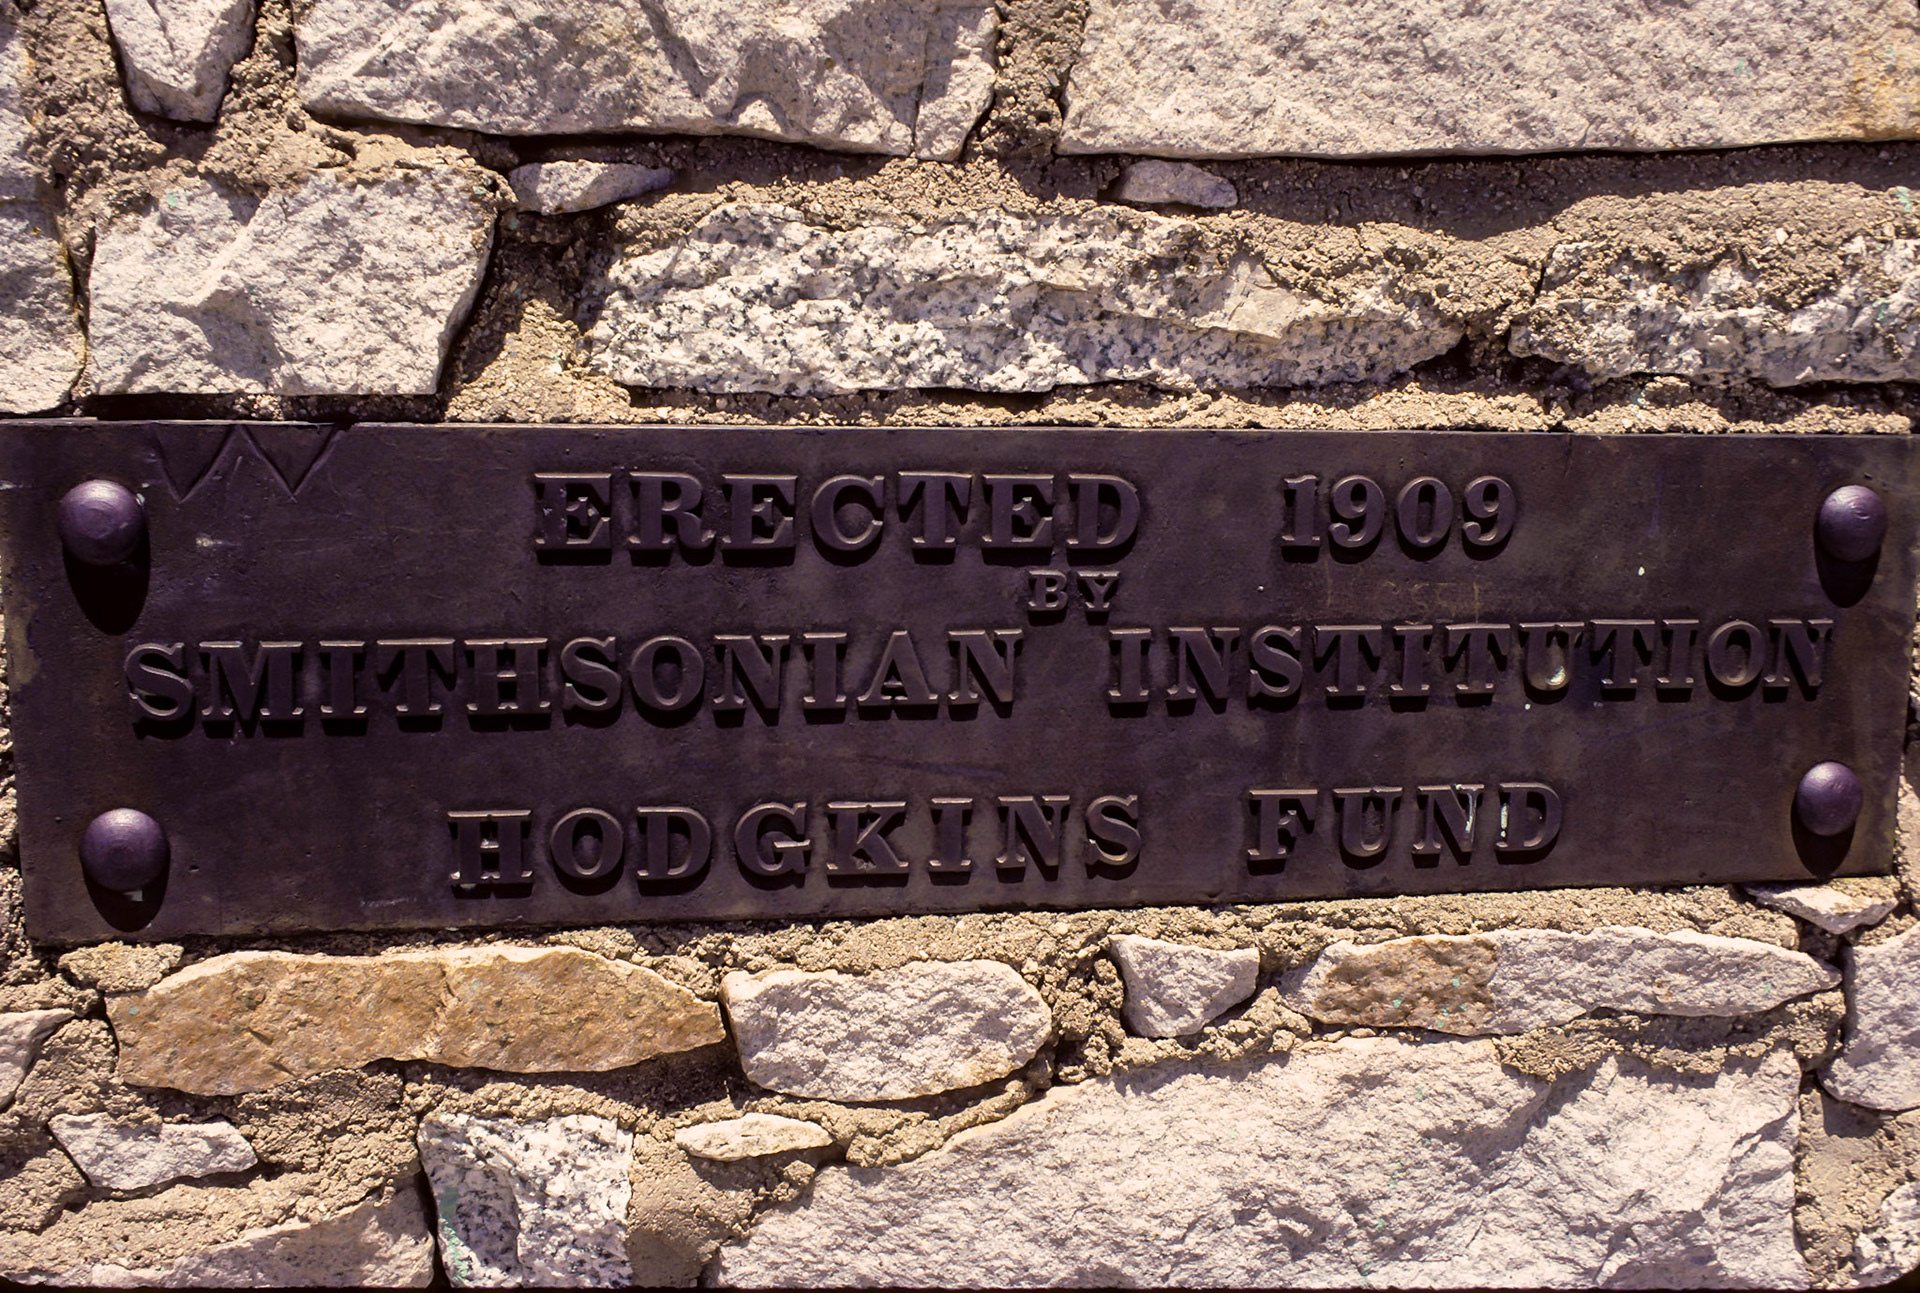 ERECTED 1909
BY
SMITHSONIAN INSTITUTION
HODGKINS FUND